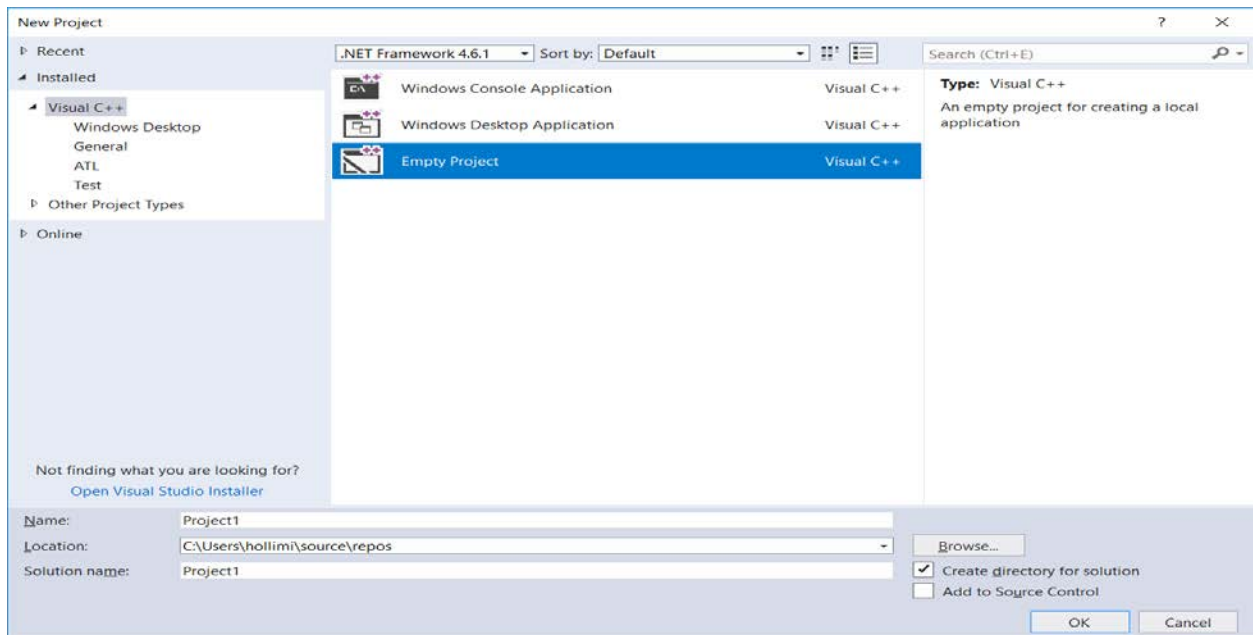 New Project
?
Recent
Installed
Visual C++
Windows Desktop
General
ATL
Test
Other Project Types
Online
Not finding what you are looking for?
Open Visual Studio Installer
.NET Framework 4.6.1
Sort by: Default
Search (Ctrl+E)
Windows Console Application Visual C++
Windows Desktop Application Visual C++
Empty Project Visual C++
Type: Visual C++
An empty project for creating a local
application
Name: Project1
Location: C:\Users\hollimi\source\repos Browse...
Solution name: Project1
Create directory for solution
Add to Source Control
OK Cancel